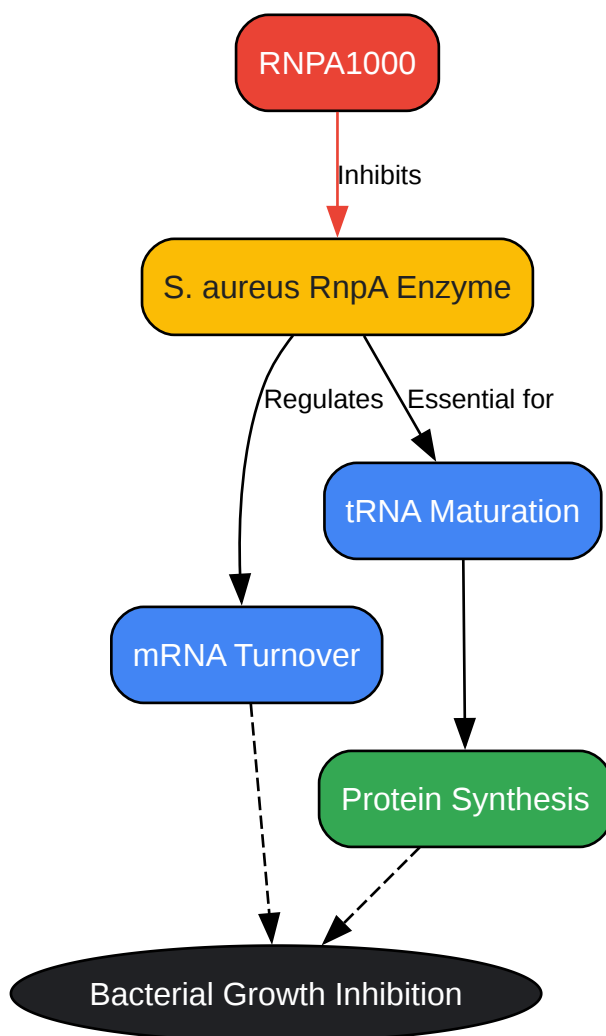 RNPA1000
Inhibits
S. aureus RnpA Enzyme
Regulates
Essential for
tRNA Maturation
mRNA Turnover
Protein Synthesis
Bacterial Growth Inhibition